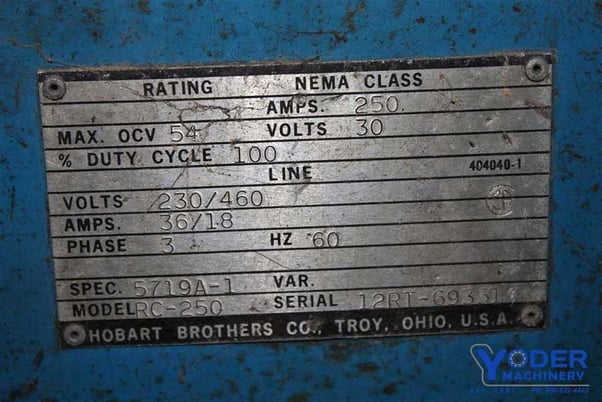 RATING NEMA CLASS
AMPS. 250
MAX. OCV 54 VOLTS 30
% DUTY CYCLE 100
LINE 404040-1
VOLTS 230/460
AMPS. 36/18
PHASE 3 HZ 60
SPEC. 5719A-1 VAR.
MODEL RC-250 SERIAL
HOBART BROTHERS CO., TROY, OHIO, U.S.A.
YODER
MACHINERY